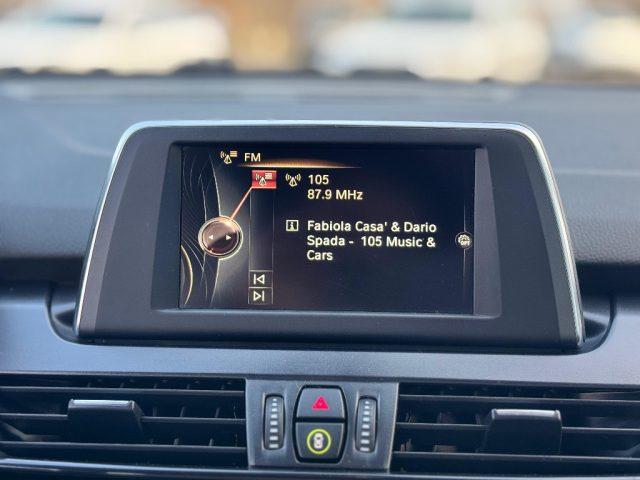 FM
105
87.9 MHz
Fabiola Casa' & Dario
Spada - 105 Music &
Cars